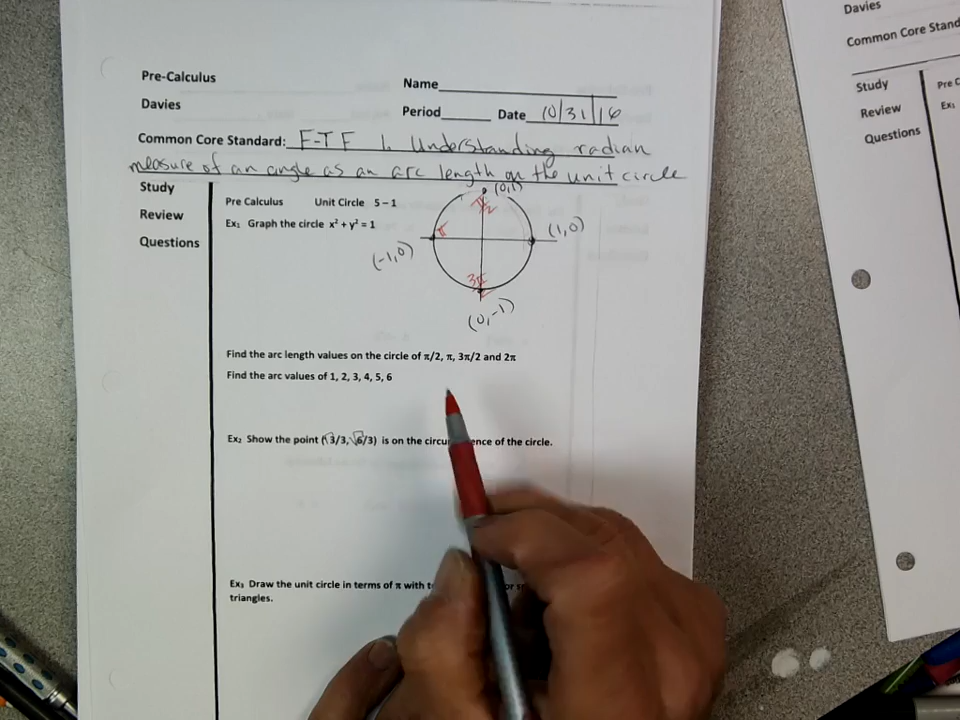 Pre-Calculus
Name
Davies
Period Date 10/31/16
Common Core Standard: F-TF 1. Understanding radian
measure of an angle as an arc length on the unit circle
Study
Review
Questions
Pre Calculus Unit Circle 5 – 1
Ex₁ Graph the circle x² + y² = 1
(0,1)
π/2
π
(1,0)
(-1,0)
3π/2
(0,-1)
Find the arc length values on the circle of π/2, π, 3π/2 and 2π
Find the arc values of 1, 2, 3, 4, 5, 6
Ex₂ Show the point (√3/3, √6/3) is on the of the circle.
Ex₃ Draw the unit circle in terms of π with
triangles.
Davies
Common Core
Study
Review
Questions
Ex₁